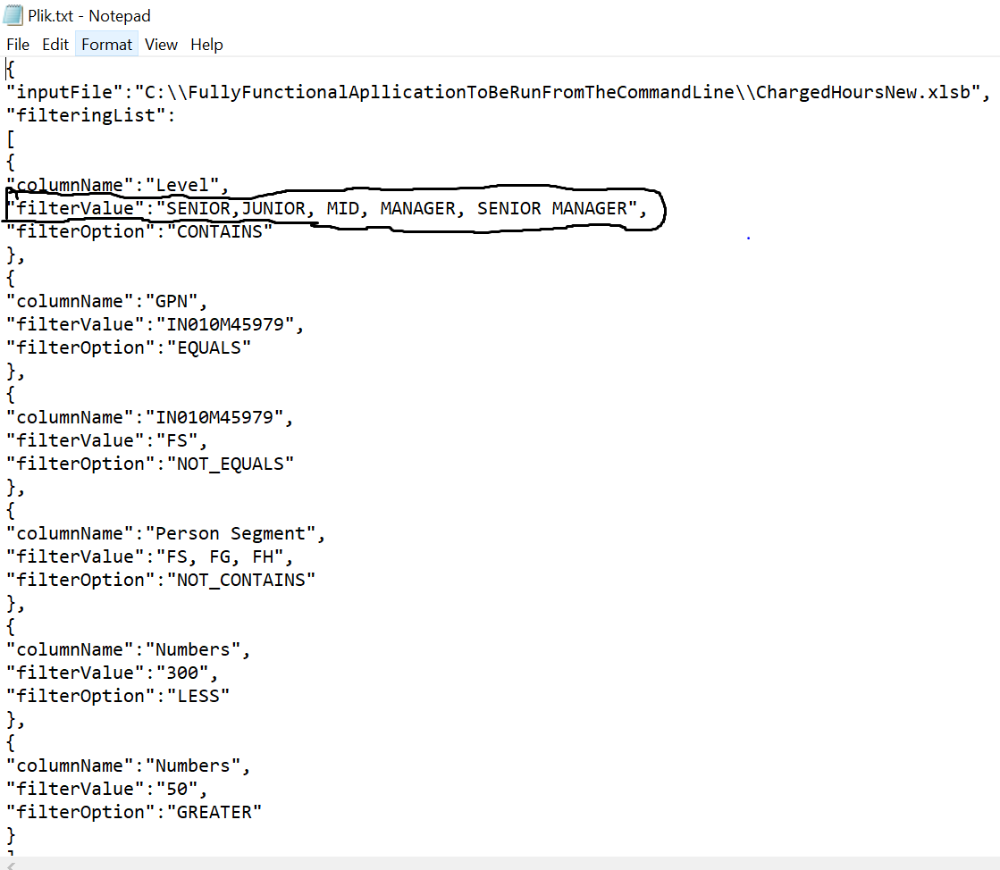 Plik.txt - Notepad
File Edit Format View Help
{
"inputFile":"C:\\FullyFunctionalApllicationToBeRunFromTheCommandLine\\ChargedHoursNew.xlsb",
"filteringList":
[
{
"columnName":"Level",
"filterValue":"SENIOR,JUNIOR, MID, MANAGER, SENIOR MANAGER",
"filterOption":"CONTAINS"
},
{
"columnName":"GPN",
"filterValue":"IN010M45979",
"filterOption":"EQUALS"
},
{
"columnName":"IN010M45979",
"filterValue":"FS",
"filterOption":"NOT_EQUALS"
},
{
"columnName":"Person Segment",
"filterValue":"FS, FG, FH",
"filterOption":"NOT_CONTAINS"
},
{
"columnName":"Numbers",
"filterValue":"300",
"filterOption":"LESS"
},
{
"columnName":"Numbers",
"filterValue":"50",
"filterOption":"GREATER"
}
]